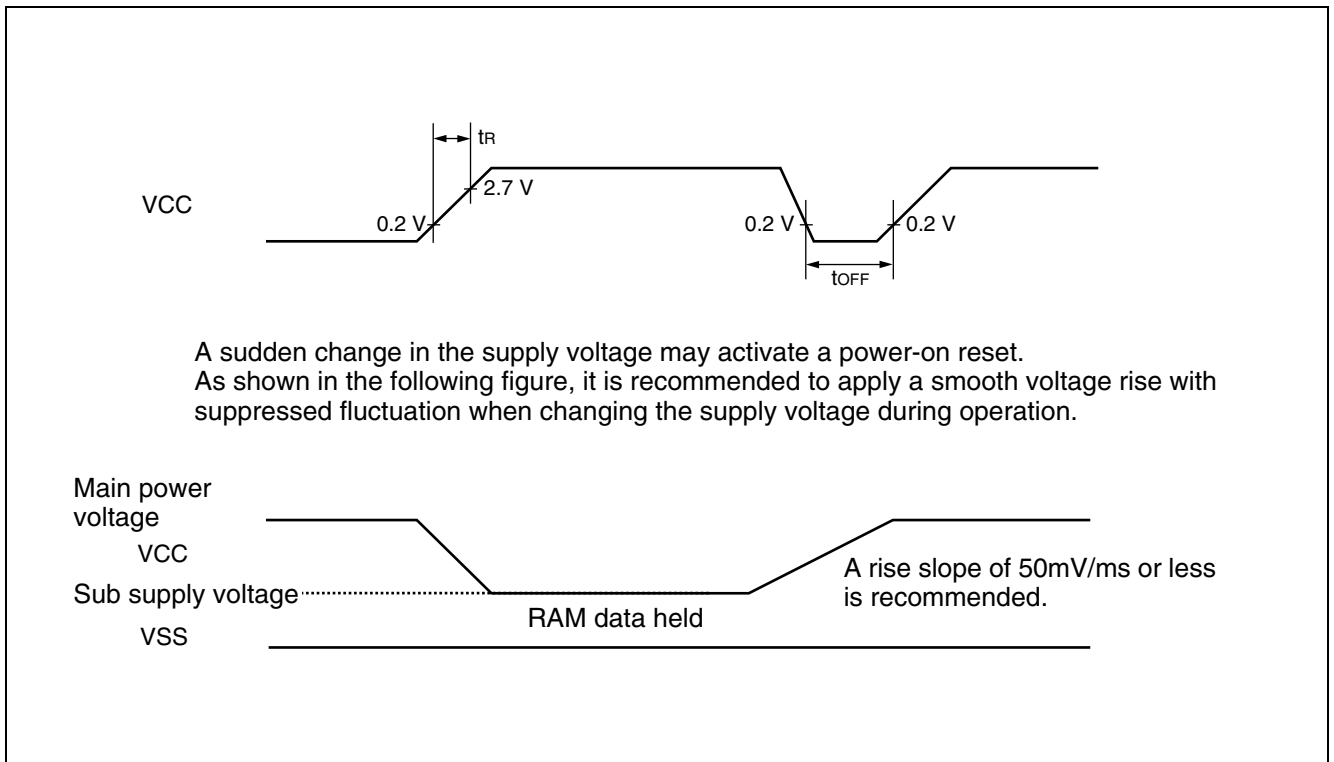 tR
2.7 V
VCC
0.2 V
0.2 V
0.2 V
tOFF
A sudden change in the supply voltage may activate a power-on reset.
As shown in the following figure, it is recommended to apply a smooth voltage rise with
suppressed fluctuation when changing the supply voltage during operation.
Main power
voltage
VCC
A rise slope of 50mV/ms or less
is recommended.
Sub supply voltage
RAM data held
VSS